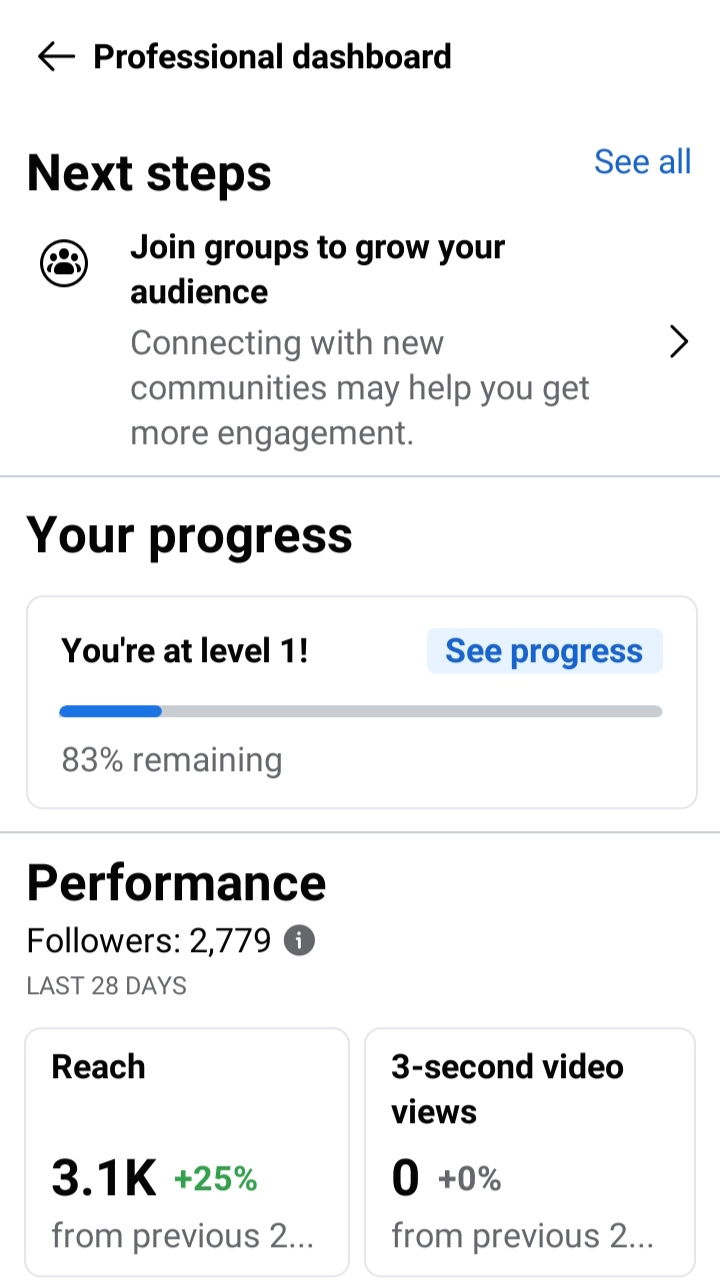 Professional dashboard
Next steps
See all
Join groups to grow your
audience
Connecting with new
communities may help you get
more engagement.
Your progress
You're at level 1!
See progress
83% remaining
Performance
Followers: 2,779
LAST 28 DAYS
Reach
3.1K +25%
from previous 2...
3-second video
views
0 +0%
from previous 2...